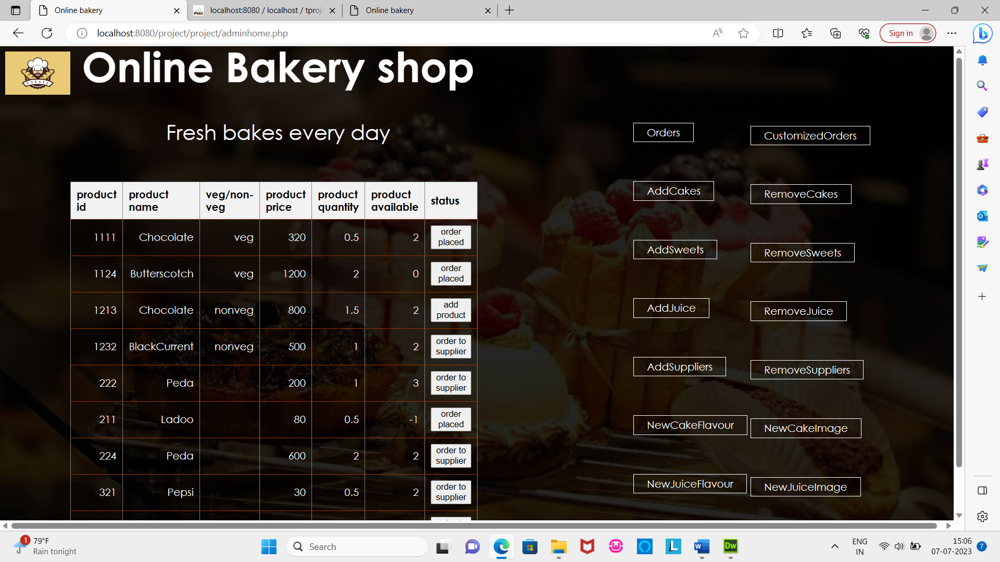 Online bakery
localhost:8080 / localhost / tproj
Online bakery
localhost:8080/project/project/adminhome.php
Sign in
bakery
Online Bakery shop
Fresh bakes every day
Orders
CustomizedOrders
AddCakes
RemoveCakes
AddSweets
RemoveSweets
AddJuice
RemoveJuice
AddSuppliers
RemoveSuppliers
NewCakeFlavour
NewCakeImage
NewJuiceFlavour
NewJuiceImage
product id product name veg/non-veg product price product quantity product available status
1111 Chocolate veg 320 0.5 2 order placed
1124 Butterscotch veg 1200 2 0 order placed
1213 Chocolate nonveg 800 1.5 2 add product
1232 BlackCurrent nonveg 500 1 2 order to supplier
222 Peda 200 1 3 order to supplier
211 Ladoo 80 0.5 -1 order placed
224 Peda 600 2 2 order to supplier
321 Pepsi 30 0.5 2 order to supplier
1
79°F
Rain tonight
Search
W
L
W
Dw
ENG
IN
15:06
07-07-2023
7